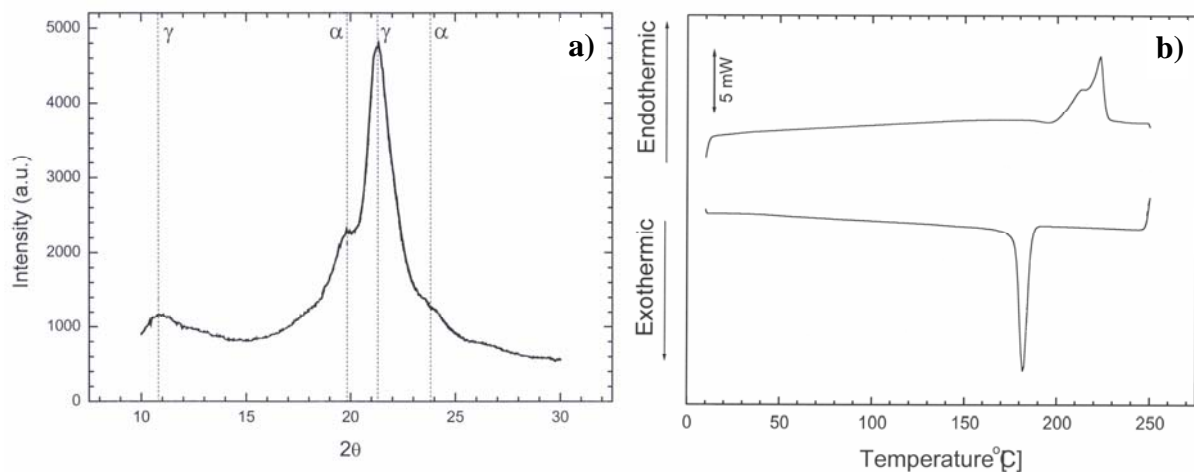 a)
γ
α
γ
α
5000
4000
3000
2000
1000
0
Intensity (a.u.)
10
15
20
25
30
2θ
b)
Endothermic
5 mW
Exothermic
0
50
100
150
200
250
Temperature°[C]